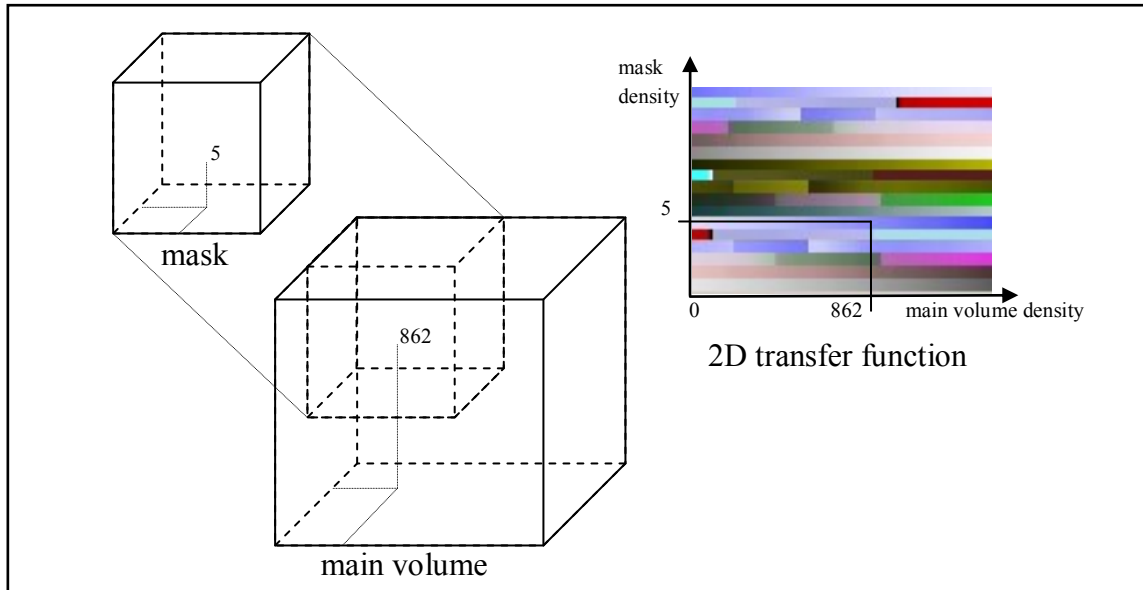 5
mask
862
main volume
mask
density
5
0
862
main volume density
2D transfer function